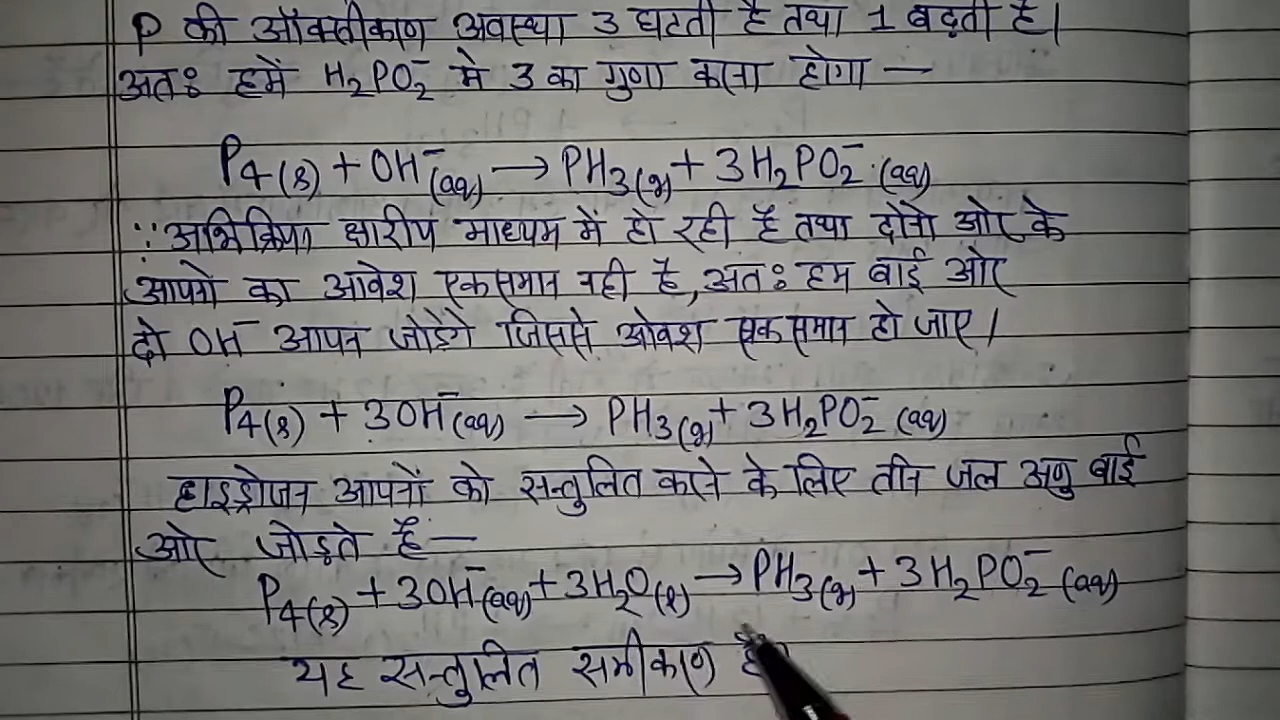 P की ऑक्सीकरण अवस्था 3 घटती है तथा 1 बढ़ती है।
अतः हमें H₂PO₂⁻ मे 3 का गुणा करना होगा —
P₄(s) + OH⁻(aq) → PH₃(g) + 3H₂PO₂⁻ (aq)
∵ अभिक्रिया क्षारीय माध्यम में हो रही है तथा दोनो ओर के
आयनो का आवेश एकसमान नही है, अतः हम बाई ओर
दो OH⁻ आयन जोड़ेंगे जिससे आवेश एक समान हो जाए।
P₄(s) + 3OH⁻(aq) → PH₃(g) + 3H₂PO₂⁻ (aq)
हाइड्रोजन आयनों को सन्तुलित करने के लिए तीन जल अणु बाई
ओर जोड़ते है —
P₄(s) + 3OH⁻(aq) + 3H₂O(l) → PH₃(g) + 3H₂PO₂⁻ (aq)
यह सन्तुलित समीकरण है